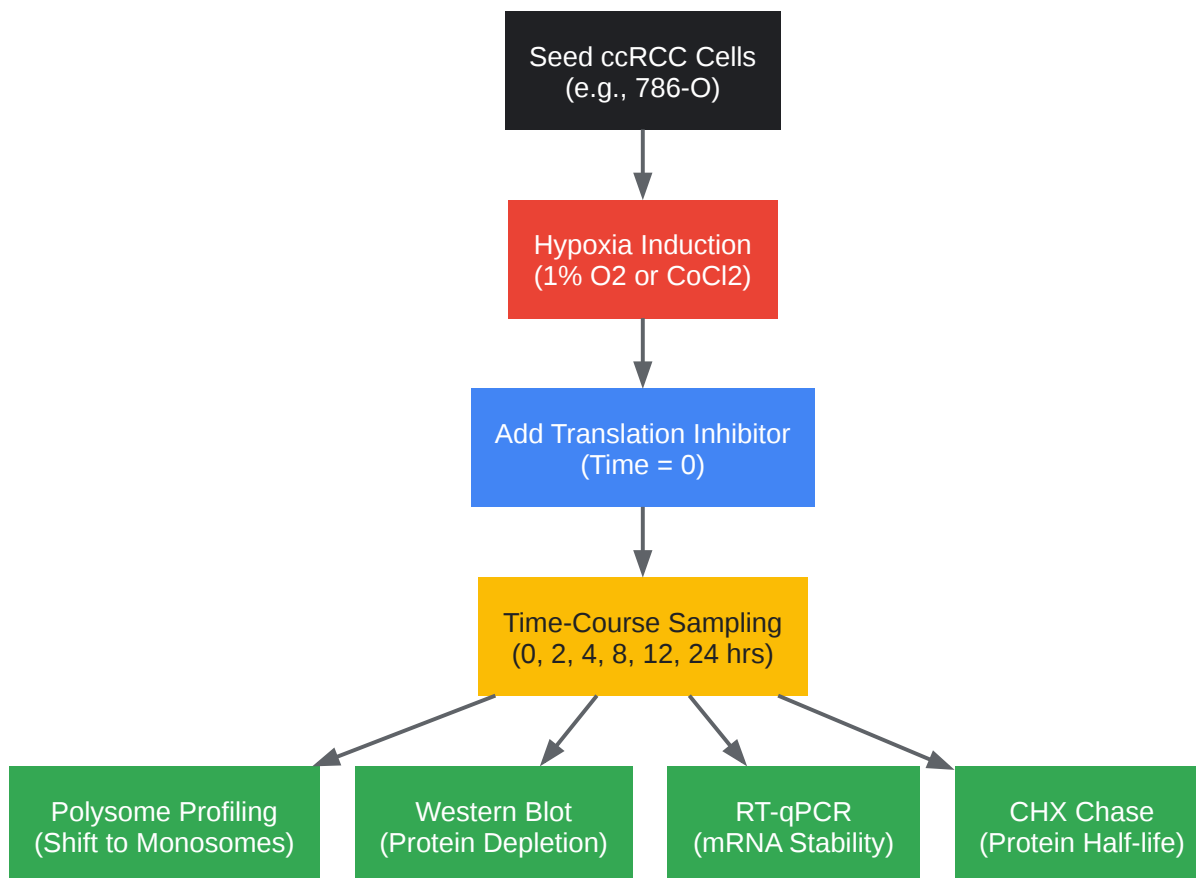 Seed ccRCC Cells
(e.g., 786-O)
Hypoxia Induction
(1% O2 or CoCl2)
Add Translation Inhibitor
(Time = 0)
Time-Course Sampling
(0, 2, 4, 8, 12, 24 hrs)
Polysome Profiling
(Shift to Monosomes)
Western Blot
(Protein Depletion)
RT-qPCR
(mRNA Stability)
CHX Chase
(Protein Half-life)